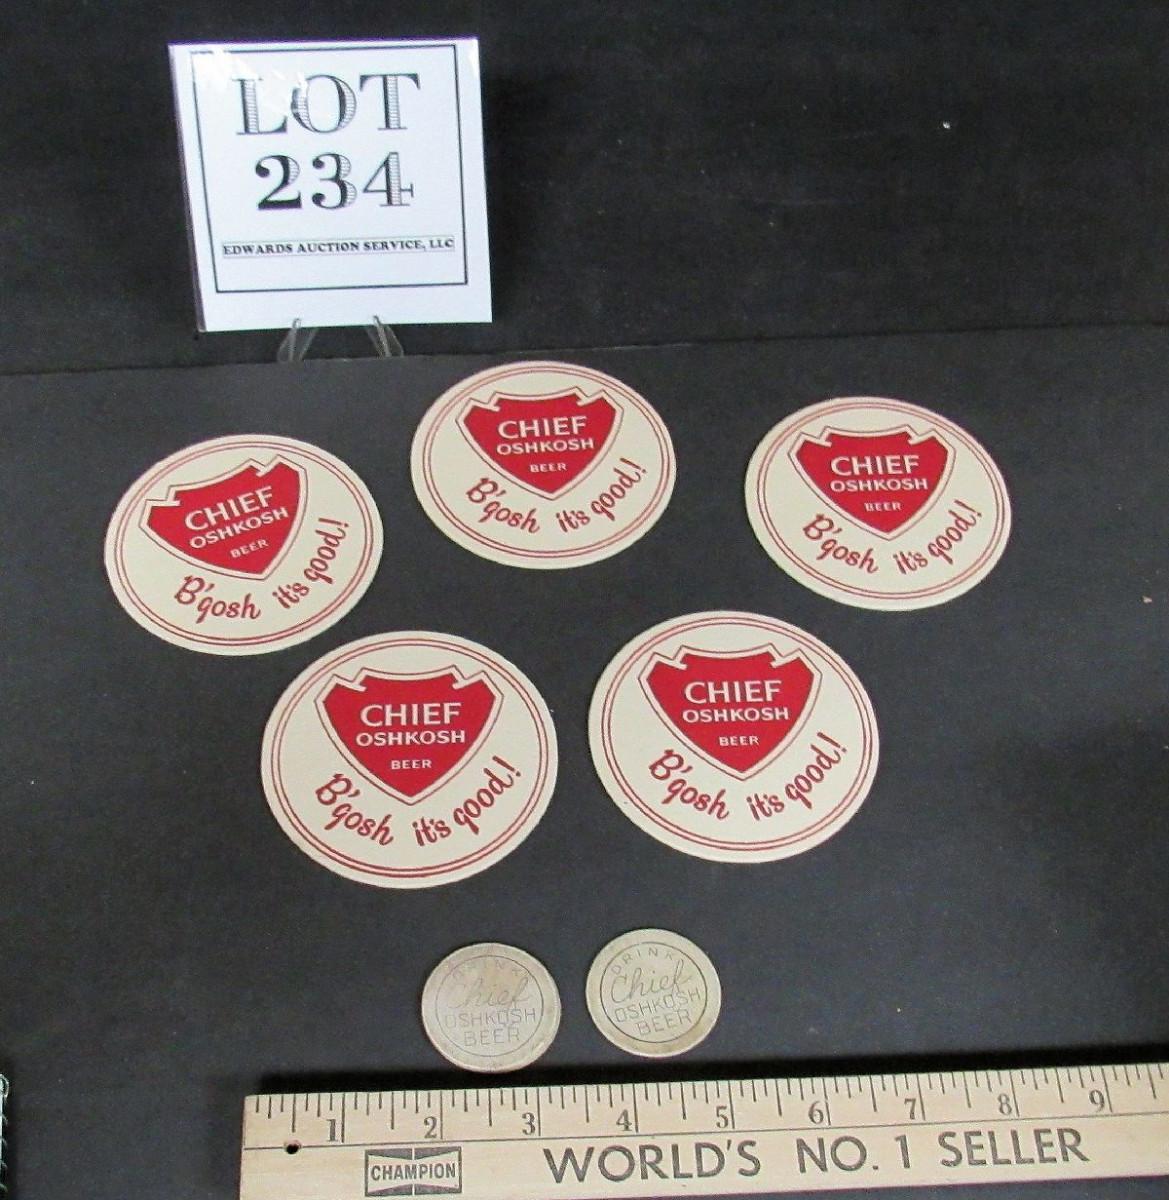 LOT
234
EDWARDS AUCTION SERVICE, LLC
CHIEF
OSHKOSH
BEER
B'gosh it's good!
CHIEF
OSHKOSH
BEER
B'gosh it's good!
CHIEF
OSHKOSH
BEER
B'gosh it's good!
CHIEF
OSHKOSH
BEER
B'gosh it's good!
CHIEF
OSHKOSH
BEER
B'gosh it's good!
DRINK
Chief
OSHKOSH
BEER
DRINK
Chief
OSHKOSH
BEER
1 2 3 4 5 6 7 8 9
CHAMPION WORLD'S NO. 1 SELLER